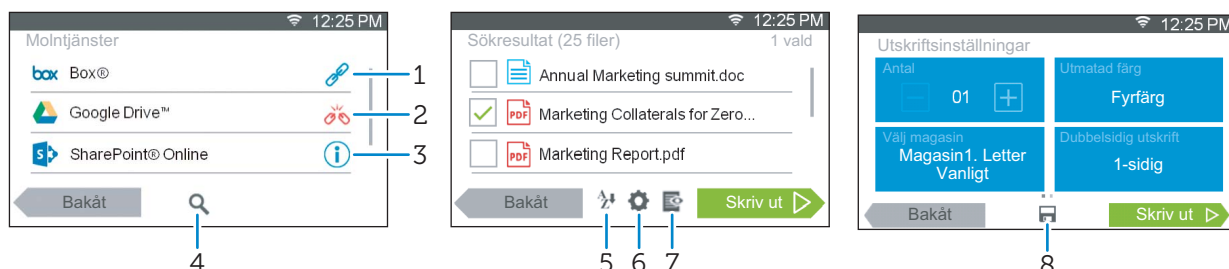 12:25 PM
Molntjänster
box Box®
1
Google Drive™
2
S SharePoint® Online
3
Bakåt
4
12:25 PM
Sökresultat (25 filer) 1 vald
Annual Marketing summit.doc
PDF Marketing Collaterals for Zero...
PDF Marketing Report.pdf
Bakåt AZ Skriv ut
5 6 7
12:25 PM
Utskriftsinställningar
Antal
01
Utmatad färg
Fyrfärg
Välj magasin
Magasin1. Letter
Vanligt
Dubbelsidig utskrift
1-sidig
Bakåt Skriv ut
8